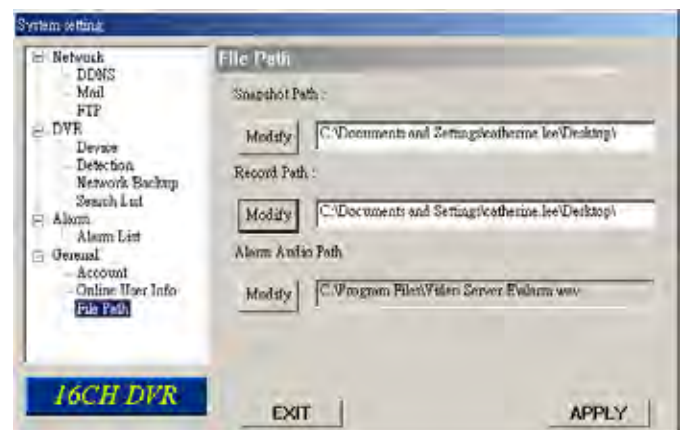 System setting
Network
DDNS
Mail
FTP
DVR
Device
Detection
Network Backup
Search List
Alarm
Alarm List
Gerenal
Account
Online User Info
File Path
16CH DVR
File Path
Snapshot Path :
Modify
C:\Documents and Settings\catherine.lee\Desktop\
Record Path :
Modify
C:\Documents and Settings\catherine.lee\Desktop\
Alarm Audio Path
Modify
C:\Program Files\Video Server E\alarm.wav
EXIT
APPLY